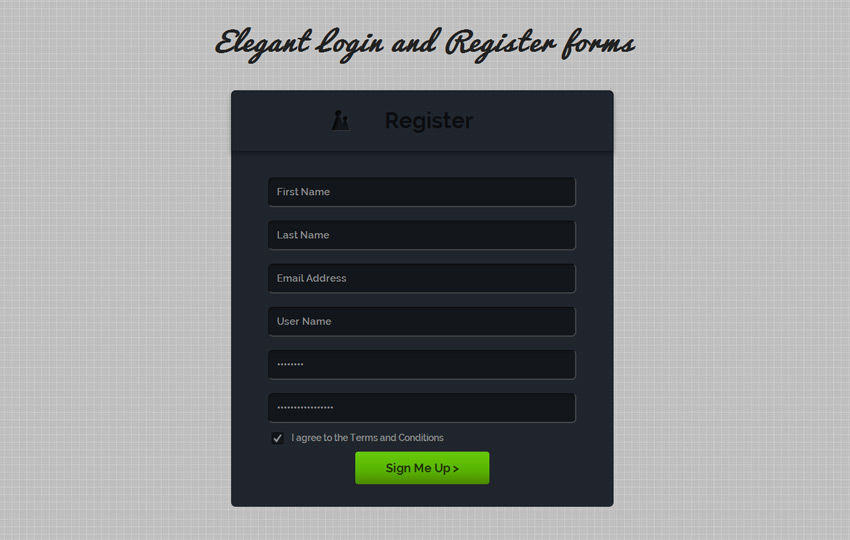 Elegant Login and Register forms
Register
First Name
Last Name
Email Address
User Name
••••••••
•••••••••••••••••
I agree to the Terms and Conditions
Sign Me Up >